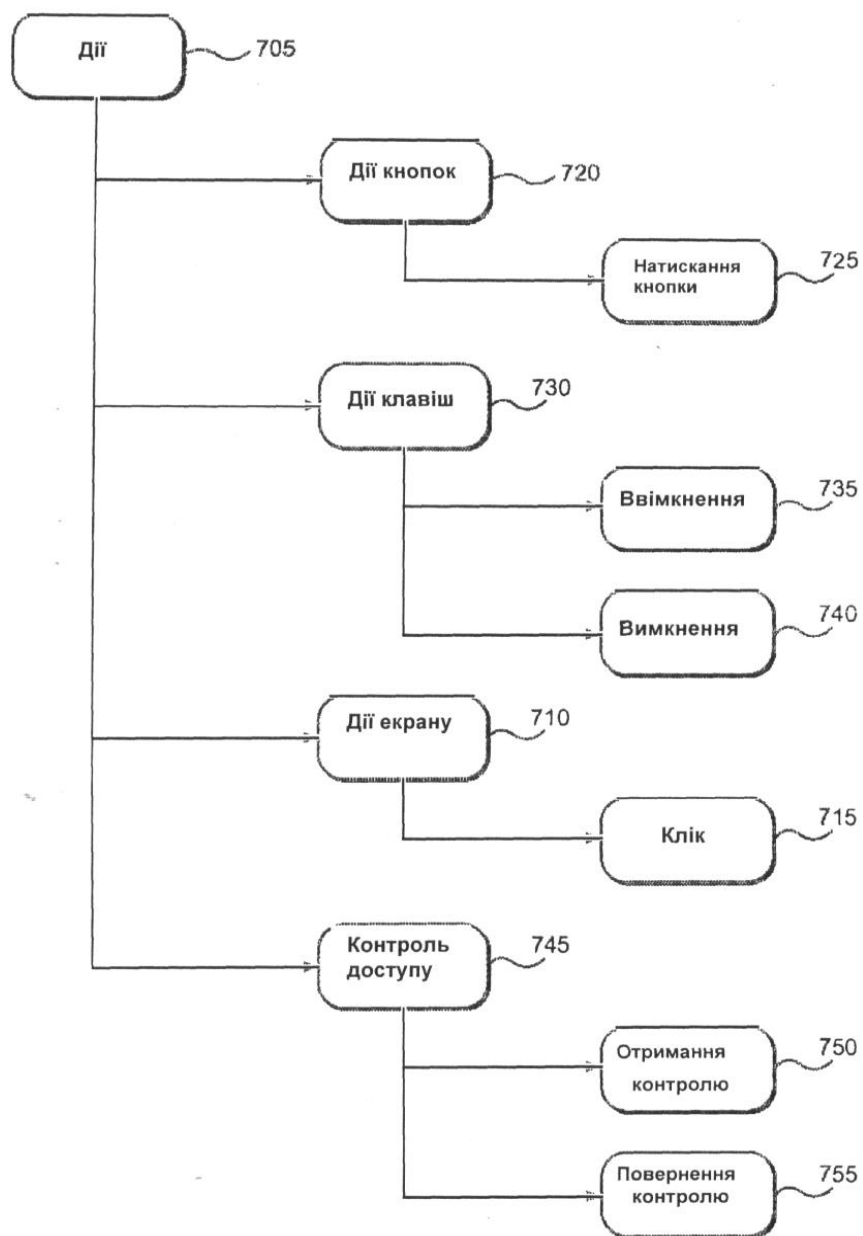 Дії
705
Дії кнопок
720
Натискання
кнопки
725
Дії клавіш
730
Ввімкнення
735
Вимкнення
740
Дії екрану
710
Клік
715
Контроль
доступу
745
Отримання
контролю
750
Повернення
контролю
755